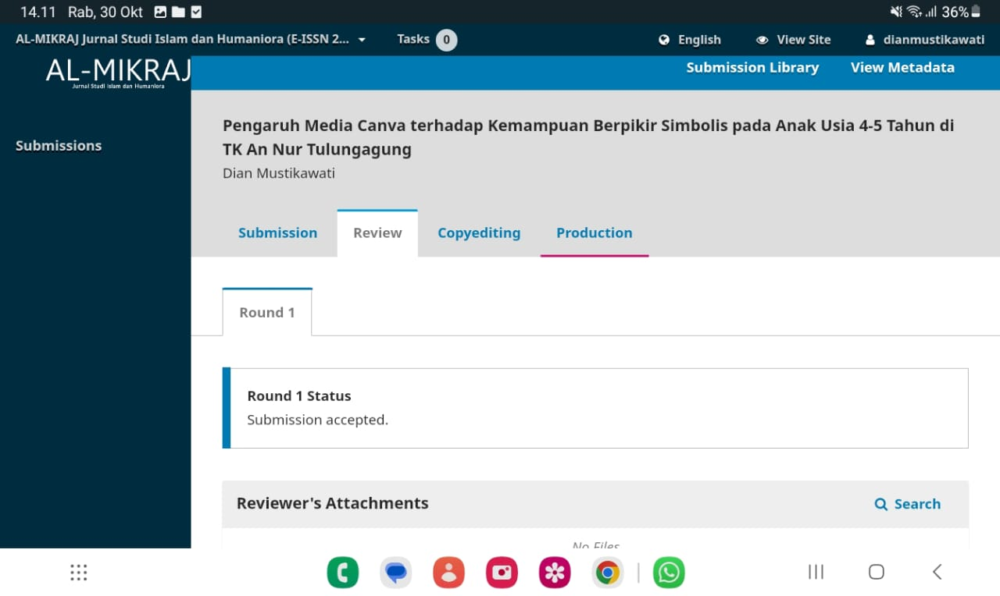 14.11 Rab, 30 Okt 36%
AL-MIKRAJ Jurnal Studi Islam dan Humaniora (E-ISSN 2... Tasks 0 English View Site dianmustikawati
AL-MIKRAJ
Jurnal Studi Islam dan Humaniora
Submission Library View Metadata
Submissions
Pengaruh Media Canva terhadap Kemampuan Berpikir Simbolis pada Anak Usia 4-5 Tahun di
TK An Nur Tulungagung
Dian Mustikawati
Submission Review Copyediting Production
Round 1
Round 1 Status
Submission accepted.
Reviewer's Attachments Search
No Files